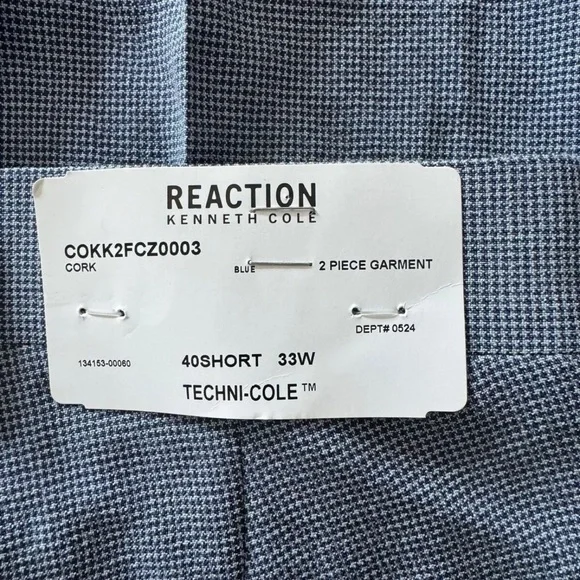 REACTION
KENNETH COLE
COKK2FCZ0003
CORK
BLUE 2 PIECE GARMENT
DEPT# 0524
134153-00060 40SHORT 33W
TECHNI-COLE™